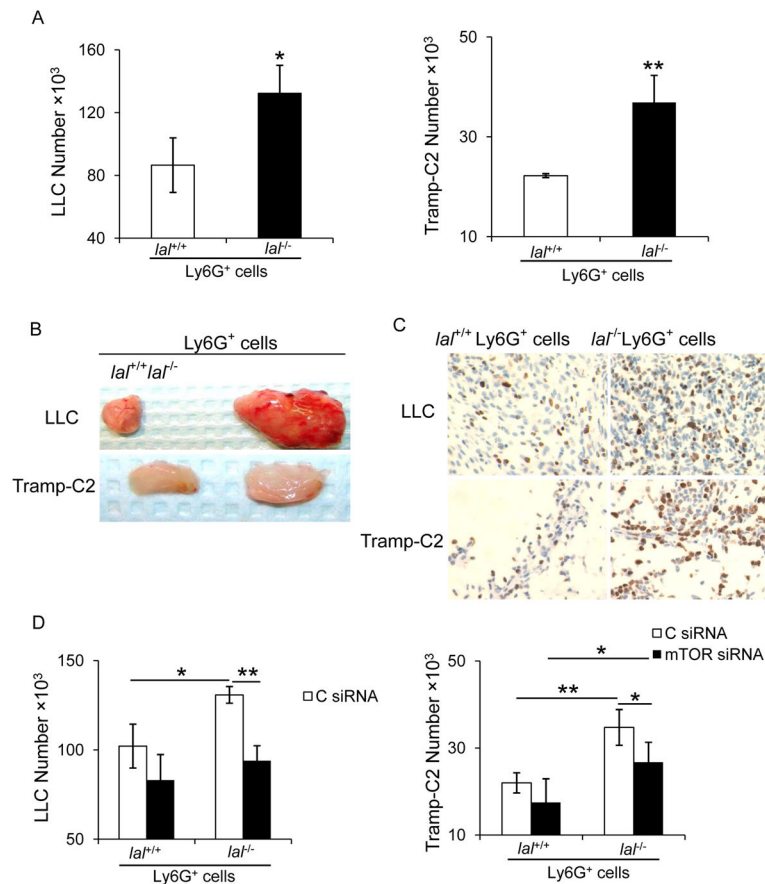 A
160
120
80
40
LLC Number ×10³
*
lal+/+ lal-/-
Ly6G⁺ cells
50
30
10
Tramp-C2 Number ×10³
**
lal+/+ lal-/-
Ly6G⁺ cells
B
Ly6G⁺ cells
lal+/+ lal-/-
LLC
Tramp-C2
C
lal+/+ Ly6G⁺ cells lal-/-Ly6G⁺ cells
LLC
Tramp-C2
D
150
100
50
LLC Number ×10³
* **
C siRNA
lal+/+ lal-/-
Ly6G⁺ cells
C siRNA
mTOR siRNA
50
30
10
Tramp-C2 Number ×10³
*
** *
lal+/+ lal-/-
Ly6G⁺ cells